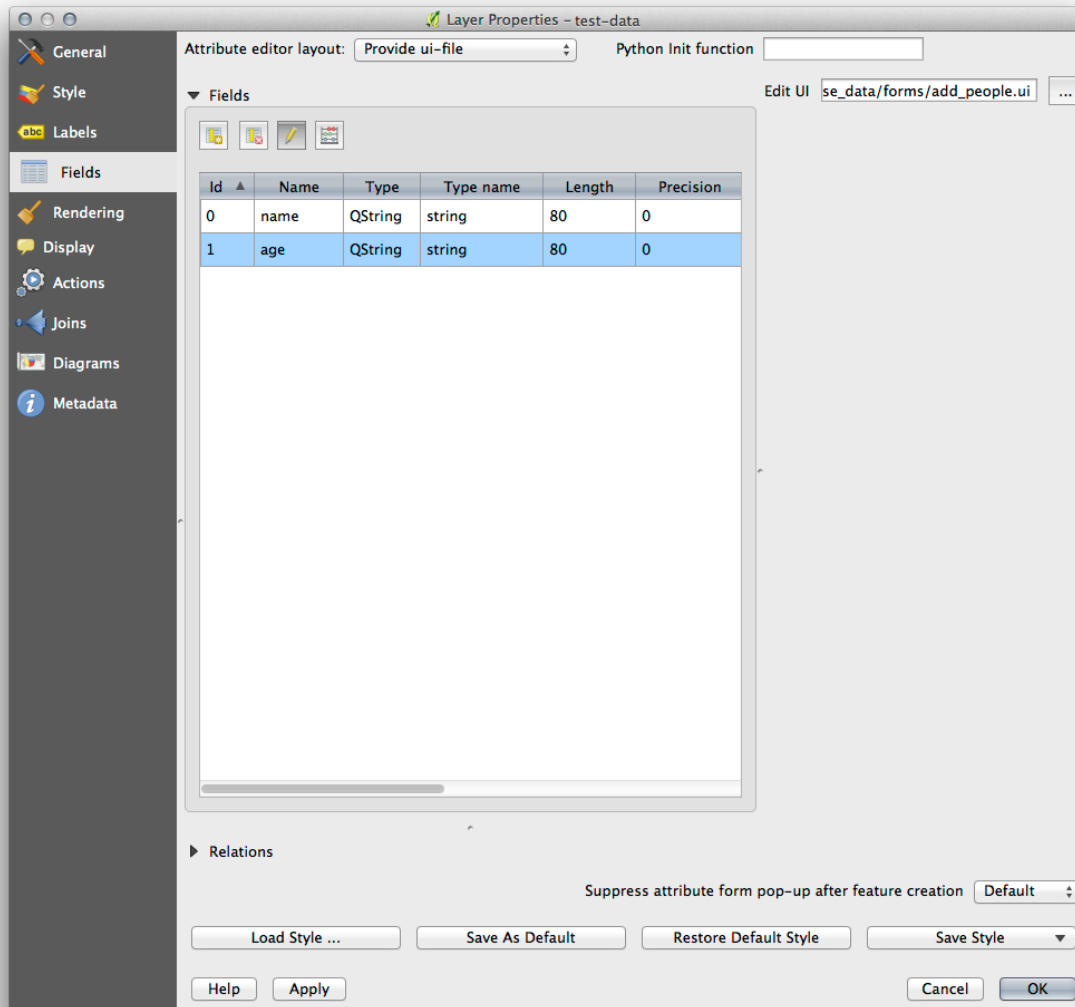 Layer Properties - test-data
General
Style
abc Labels
Fields
Rendering
Display
Actions
Joins
Diagrams
i Metadata
Attribute editor layout: Provide ui-file Python Init function
Fields
Edit UI se_data/forms/add_people.ui ...
Id Name Type Type name Length Precision
0 name QString string 80 0
1 age QString string 80 0
Relations
Suppress attribute form pop-up after feature creation Default
Load Style ... Save As Default Restore Default Style Save Style
Help Apply Cancel OK